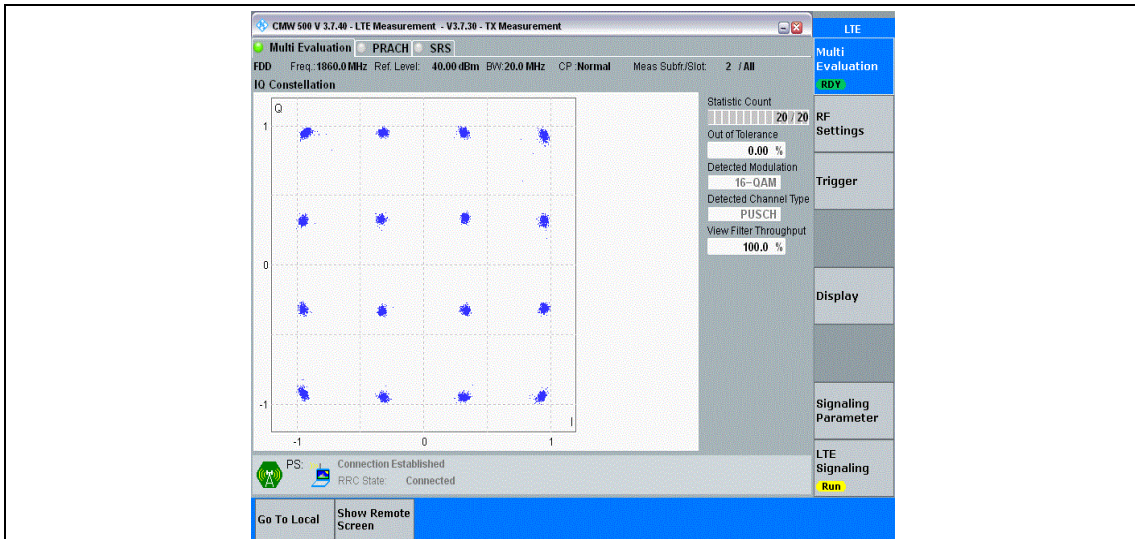 CMW 500 V 3.7.40 - LTE Measurement - V3.7.30 - TX Measurement
LTE
Multi Evaluation PRACH SRS
FDD Freq.:1860.0 MHz Ref. Level: 40.00 dBm BW:20.0 MHz CP :Normal Meas Subfr./Slot: 2 / All
IQ Constellation
Q
1
0
-1
-1 0 1
I
Statistic Count
20 / 20
Out of Tolerance
0.00 %
Detected Modulation
16-QAM
Detected Channel Type
PUSCH
View Filter Throughput
100.0 %
Multi
Evaluation
RDY
RF
Settings
Trigger
Display
Signaling
Parameter
LTE
Signaling
Run
PS: Connection Established
RRC State: Connected
Go To Local
Show Remote
Screen